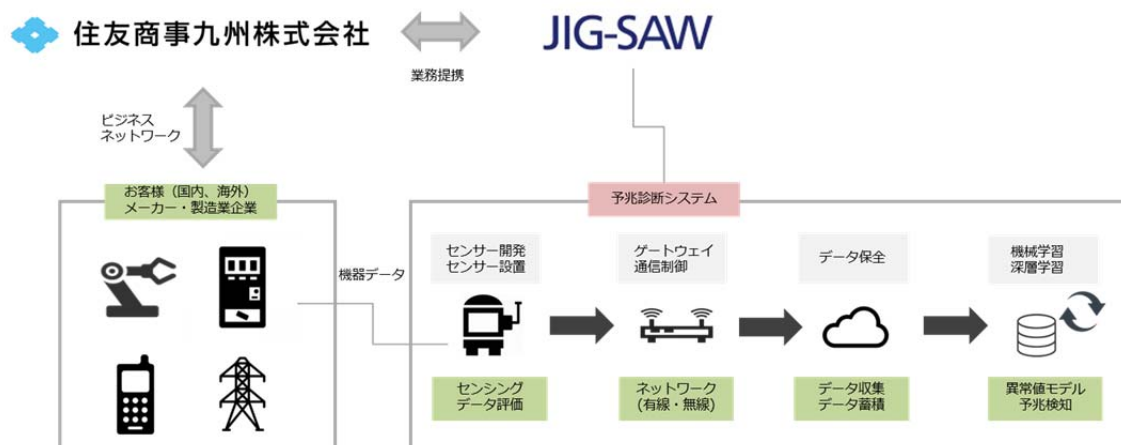 住友商事九州株式会社
JIG-SAW
業務提携
ビジネス
ネットワーク
お客様（国内、海外）
メーカー・製造業企業
予兆診断システム
機器データ
センサー開発
センサー設置
ゲートウェイ
通信制御
データ保全
機械学習
深層学習
センシング
データ評価
ネットワーク
(有線・無線)
データ収集
データ蓄積
異常値モデル
予兆検知